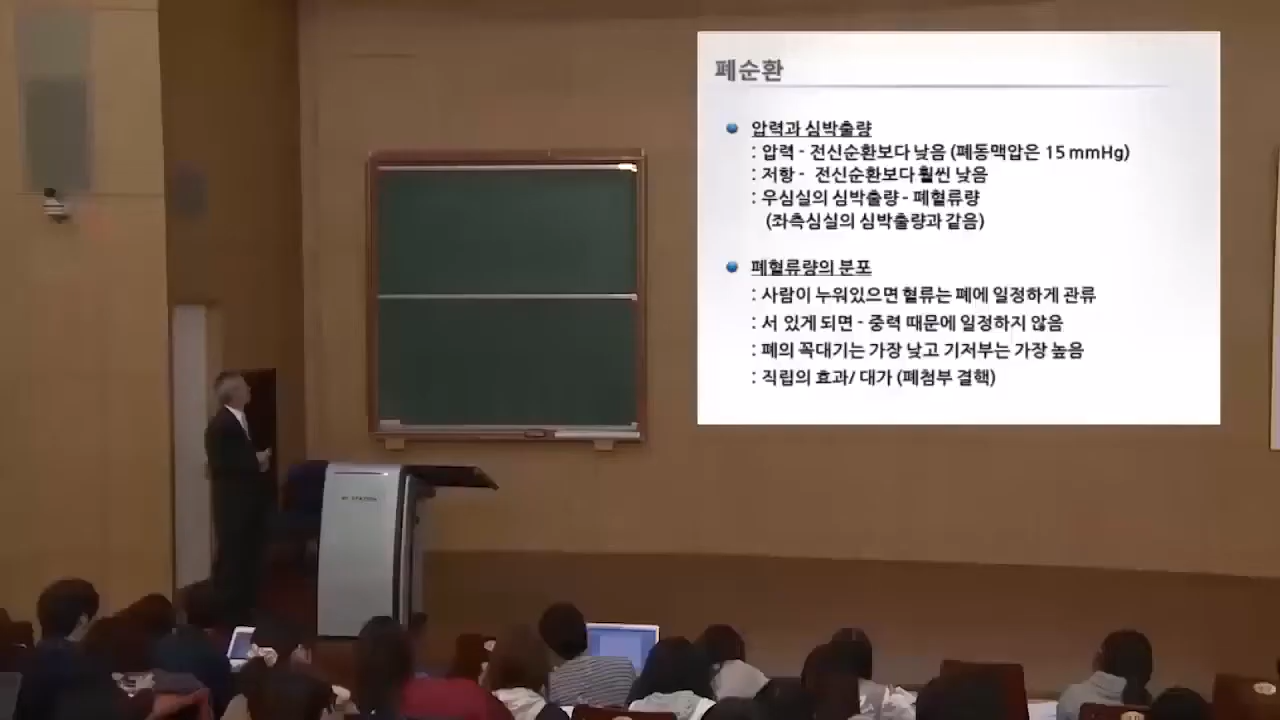 폐순환
압력과 심박출량
: 압력 - 전신순환보다 낮음 (폐동맥압은 15 mmHg)
: 저항 - 전신순환보다 훨씬 낮음
: 우심실의 심박출량 - 폐혈류량
(좌측심실의 심박출량과 같음)
폐혈류량의 분포
: 사람이 누워있으면 혈류는 폐에 일정하게 관류
: 서 있게 되면 - 중력 때문에 일정하지 않음
: 폐의 꼭대기는 가장 낮고 기저부는 가장 높음
: 직립의 효과/ 대가 (폐첨부 결핵)